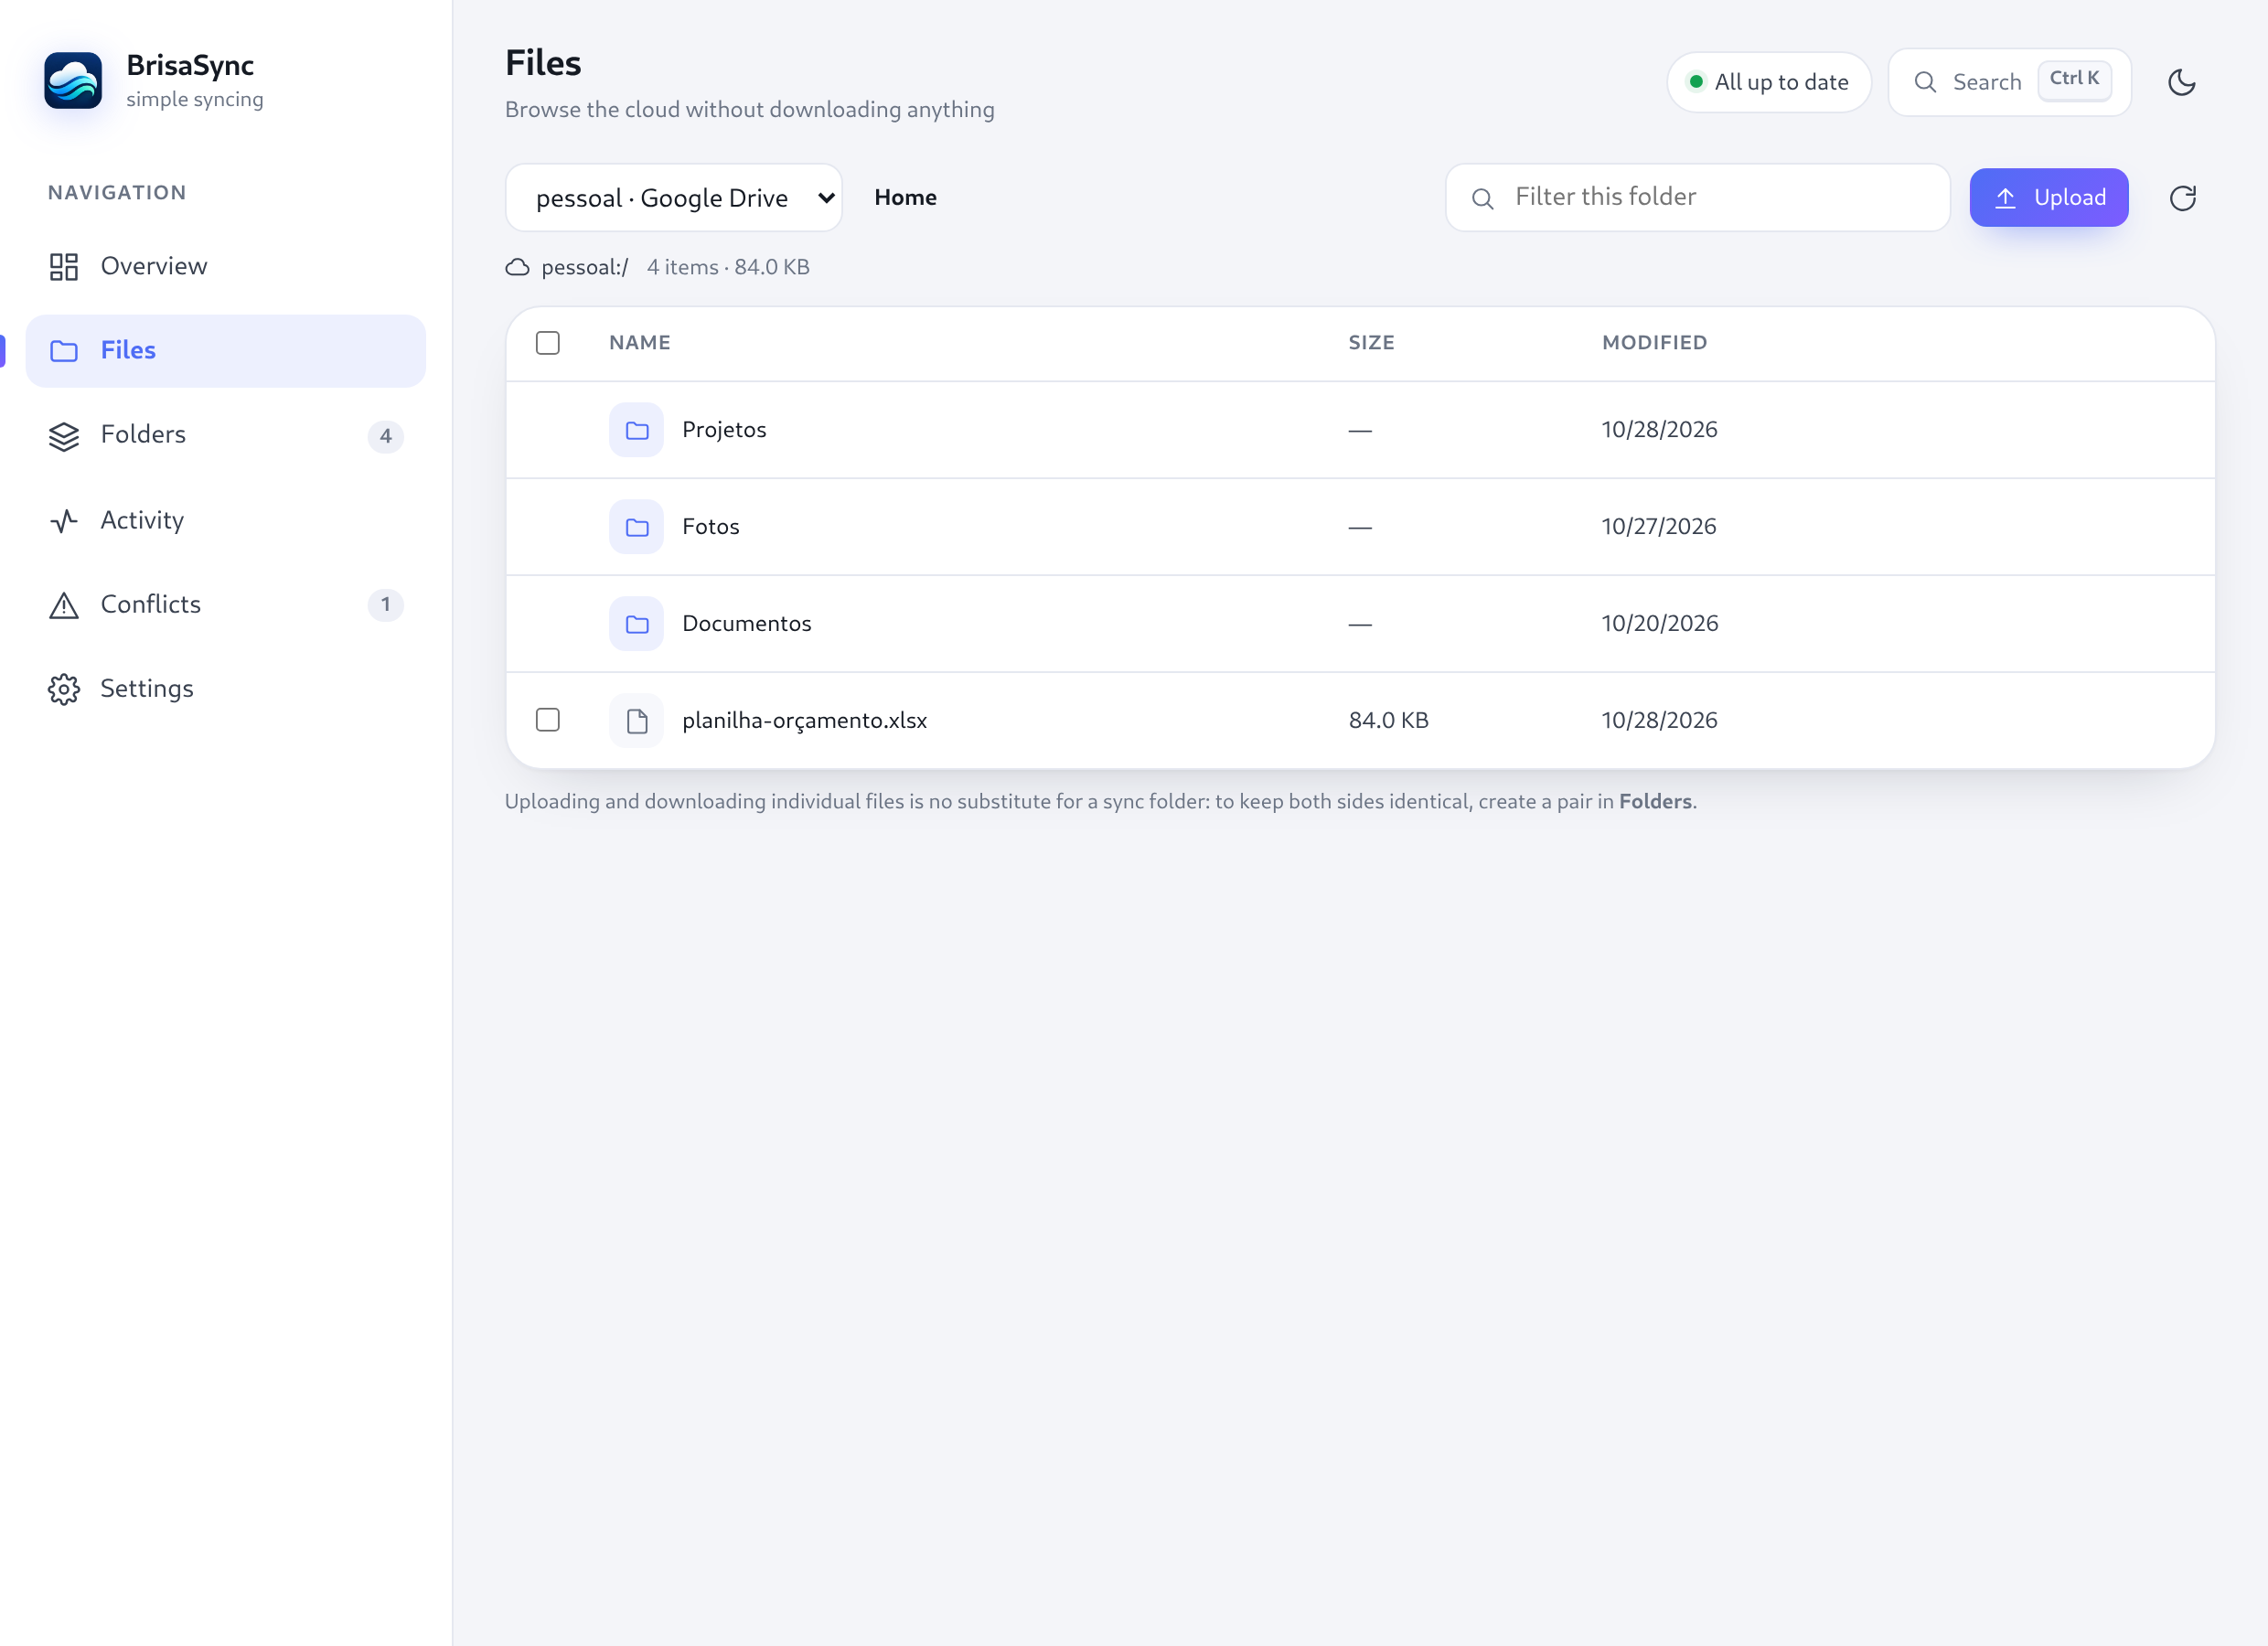 BrisaSync
simple syncing
NAVIGATION
Overview
Files
Folders 4
Activity
Conflicts 1
Settings
Files
Browse the cloud without downloading anything
All up to date
Search Ctrl K
pessoal · Google Drive
Home
Filter this folder
Upload
pessoal:/ 4 items · 84.0 KB
NAME SIZE MODIFIED
Projetos — 10/28/2026
Fotos — 10/27/2026
Documentos — 10/20/2026
planilha-orçamento.xlsx 84.0 KB 10/28/2026
Uploading and downloading individual files is no substitute for a sync folder: to keep both sides identical, create a pair in Folders.